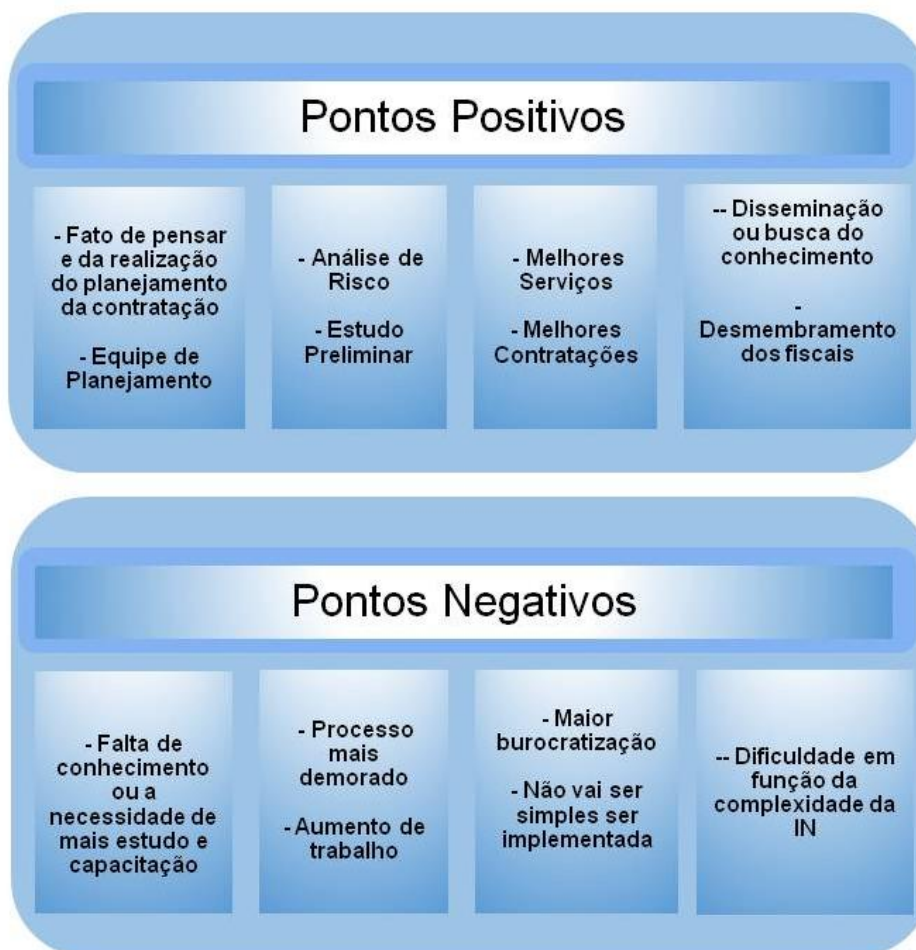 Pontos Positivos
- Fato de pensar
e da realização
do planejamento
da contratação
- Equipe de
Planejamento
- Análise de
Risco
- Estudo
Preliminar
- Melhores
Serviços
- Melhores
Contratações
-- Disseminação
ou busca do
conhecimento
-
Desmembramento
dos fiscais
Pontos Negativos
- Falta de
conhecimento
ou a
necessidade de
mais estudo e
capacitação
- Processo
mais
demorado
- Aumento de
trabalho
- Maior
burocratização
- Não vai ser
simples ser
implementada
-- Dificuldade em
função da
complexidade da
IN